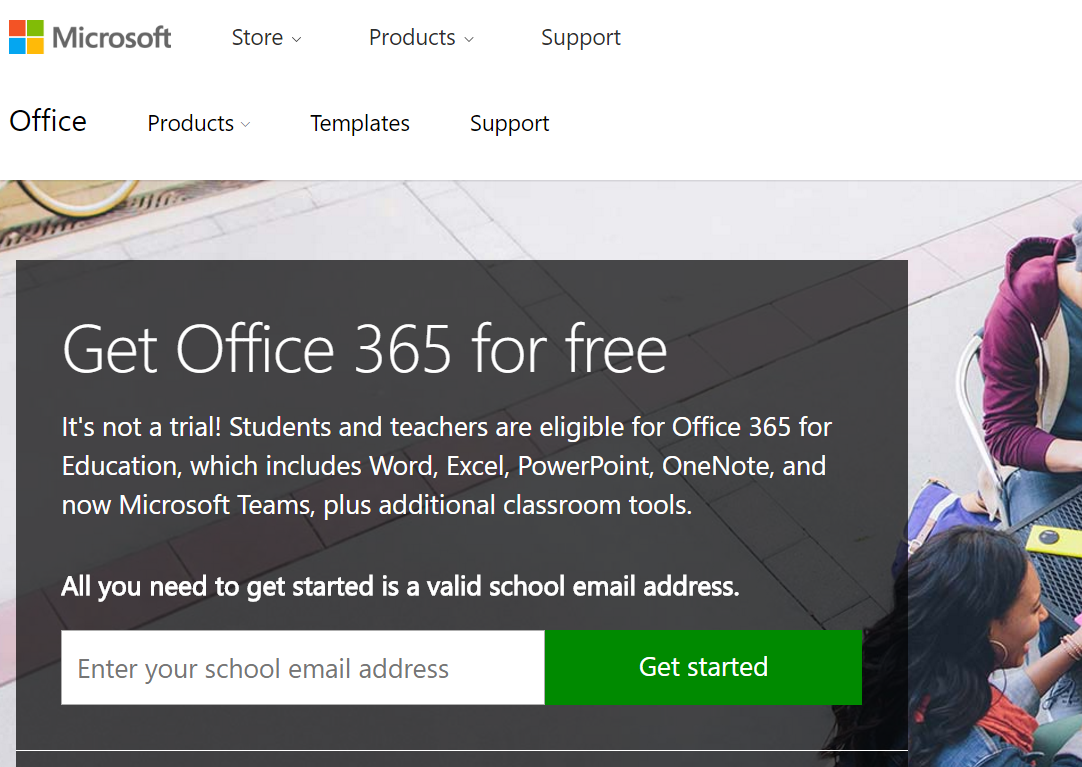 Microsoft Store Products Support
Office Products Templates Support
Get Office 365 for free
It's not a trial! Students and teachers are eligible for Office 365 for
Education, which includes Word, Excel, PowerPoint, OneNote, and
now Microsoft Teams, plus additional classroom tools.
All you need to get started is a valid school email address.
Enter your school email address Get started